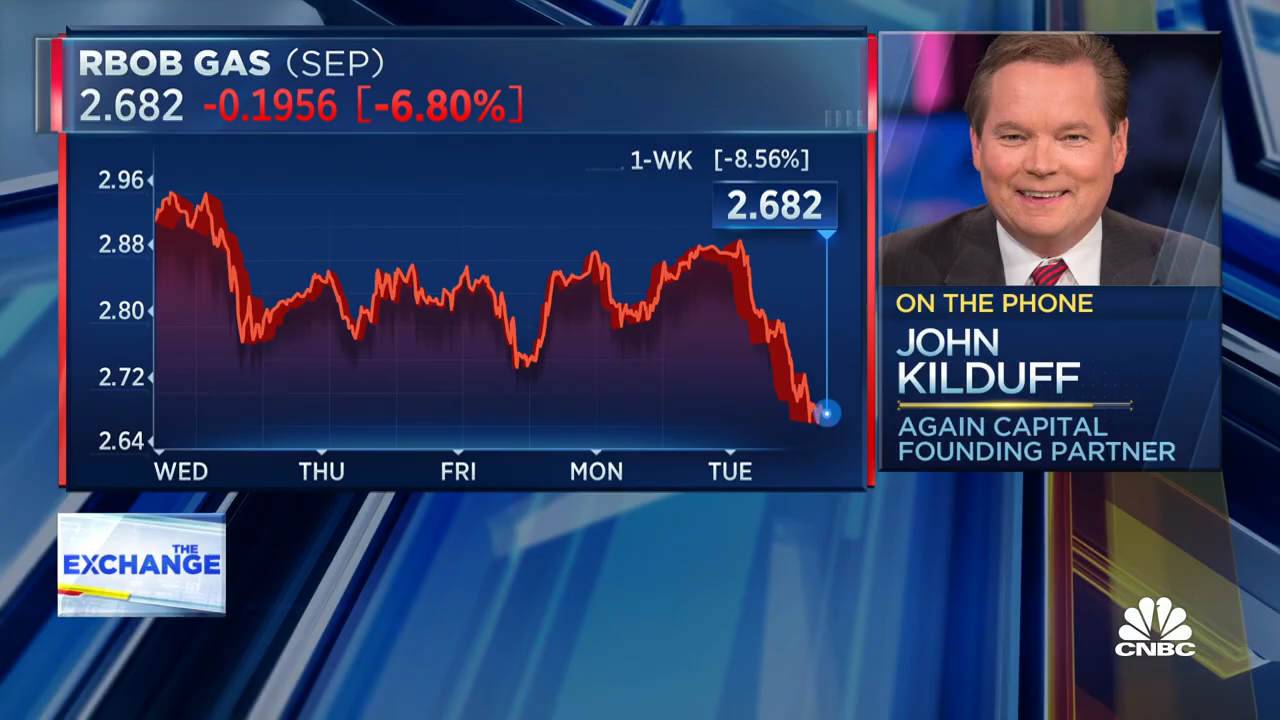 RBOB GAS (SEP)
2.682 -0.1956 [-6.80%]
1-WK [-8.56%]
2.682
2.96
2.88
2.80
2.72
2.64
WED THU FRI MON TUE
ON THE PHONE
JOHN
KILDUFF
AGAIN CAPITAL
FOUNDING PARTNER
THE
EXCHANGE
CNBC